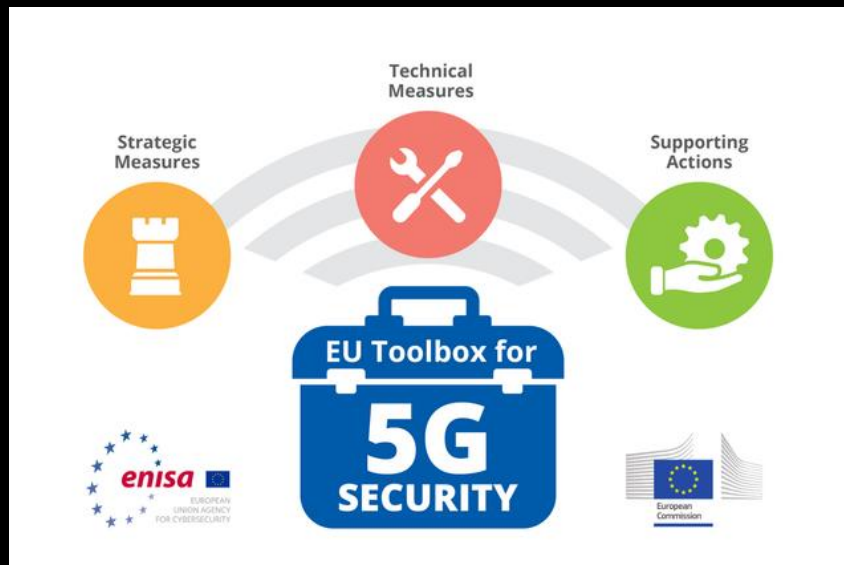 Technical
Measures
Strategic
Measures
Supporting
Actions
EU Toolbox for
5G
SECURITY
enisa
EUROPEAN
UNION AGENCY
FOR CYBERSECURITY
European
Commission